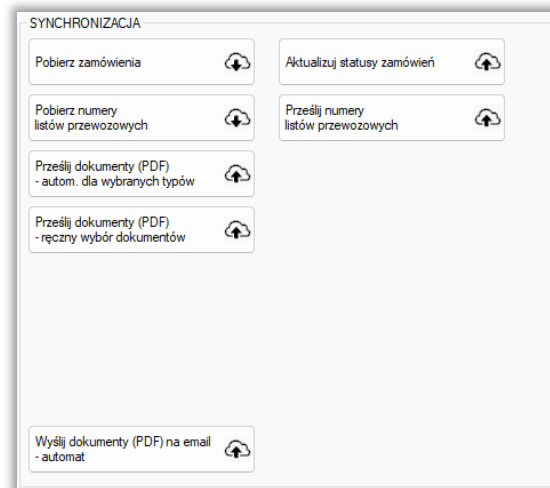 SYNCHRONIZACJA
Pobierz zamówienia
Aktualizuj statusy zamówień
Pobierz numery
listów przewozowych
Prześlij numery
listów przewozowych
Prześlij dokumenty (PDF)
- autom. dla wybranych typów
Prześlij dokumenty (PDF)
- ręczny wybór dokumentów
Wyślij dokumenty (PDF) na email
- automat